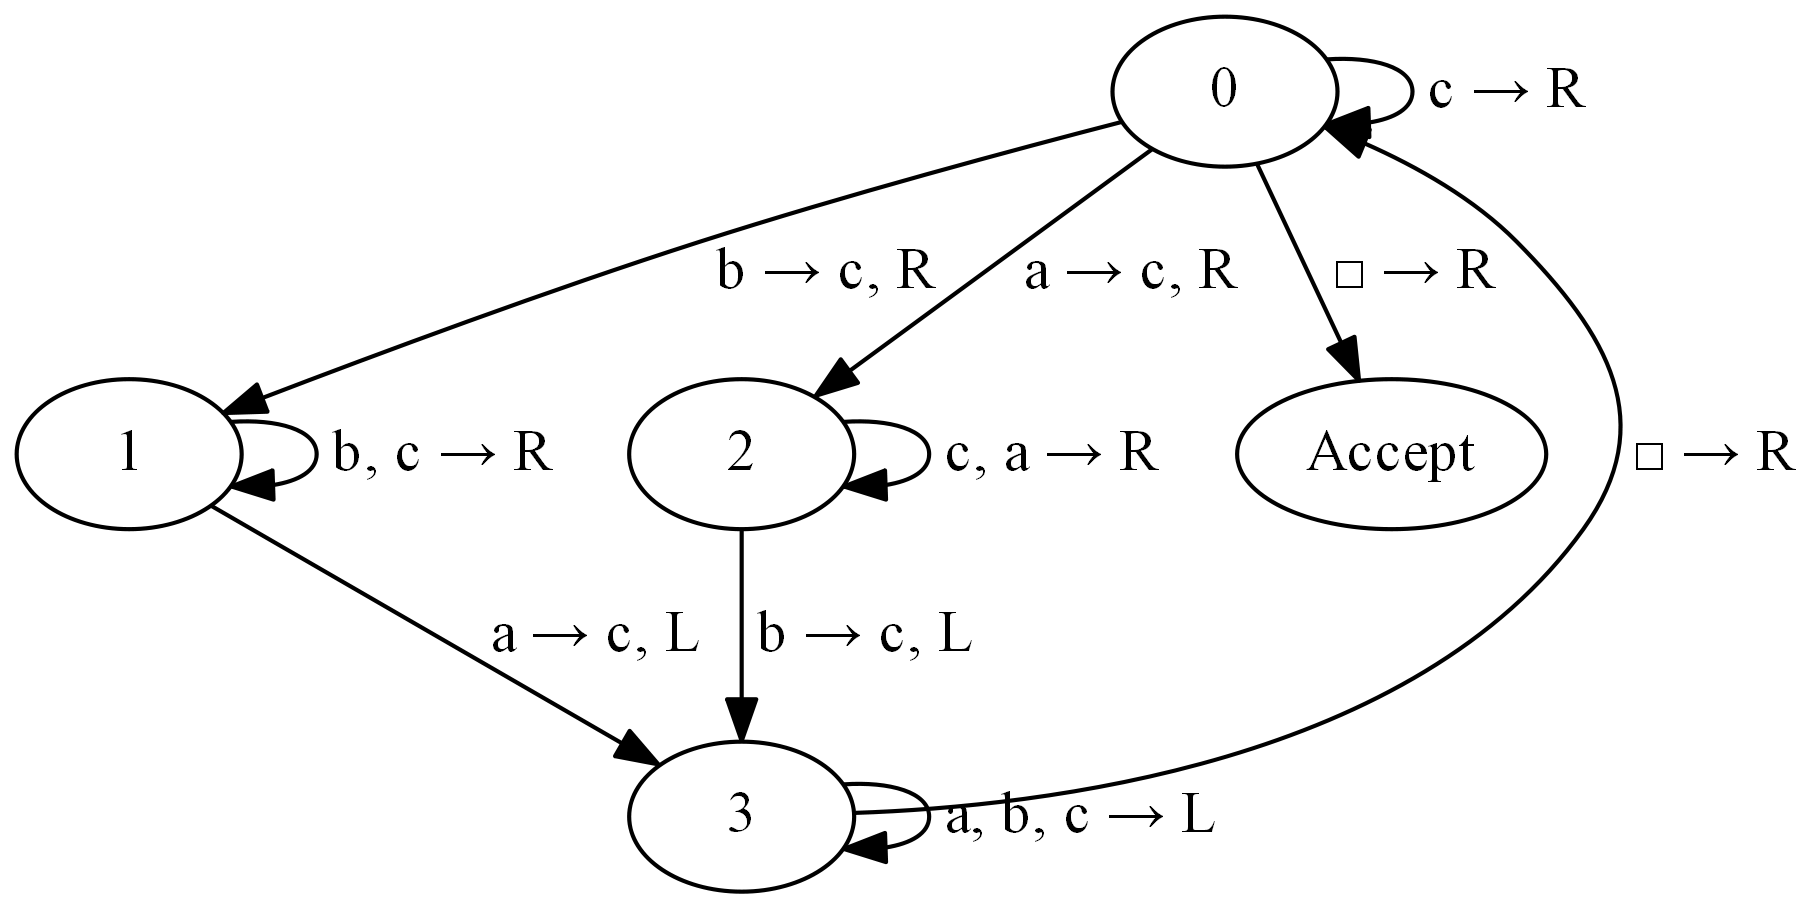 0
c → R
b → c, R
a → c, R
□ → R
1
b, c → R
2
c, a → R
Accept
□ → R
a → c, L
b → c, L
3
a, b, c → L